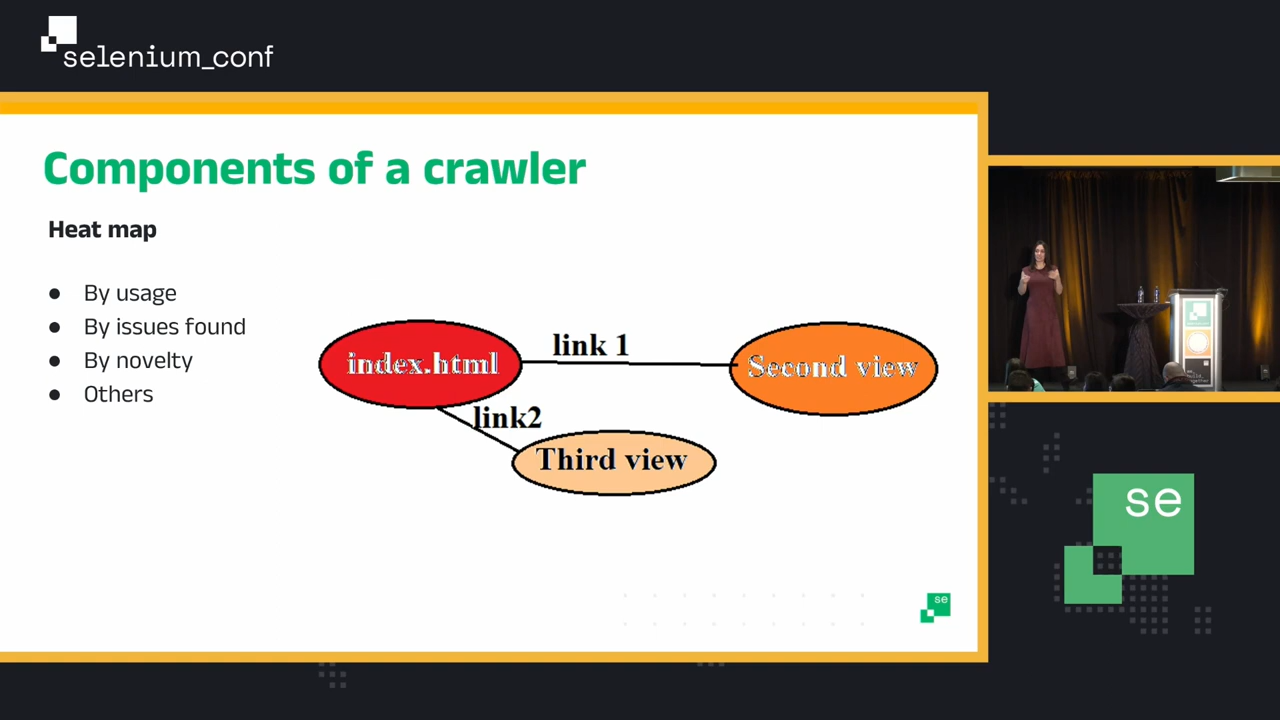 selenium_conf
Components of a crawler
Heat map
● By usage
● By issues found
● By novelty
● Others
index.html
link 1
Second view
link2
Third view
se
se